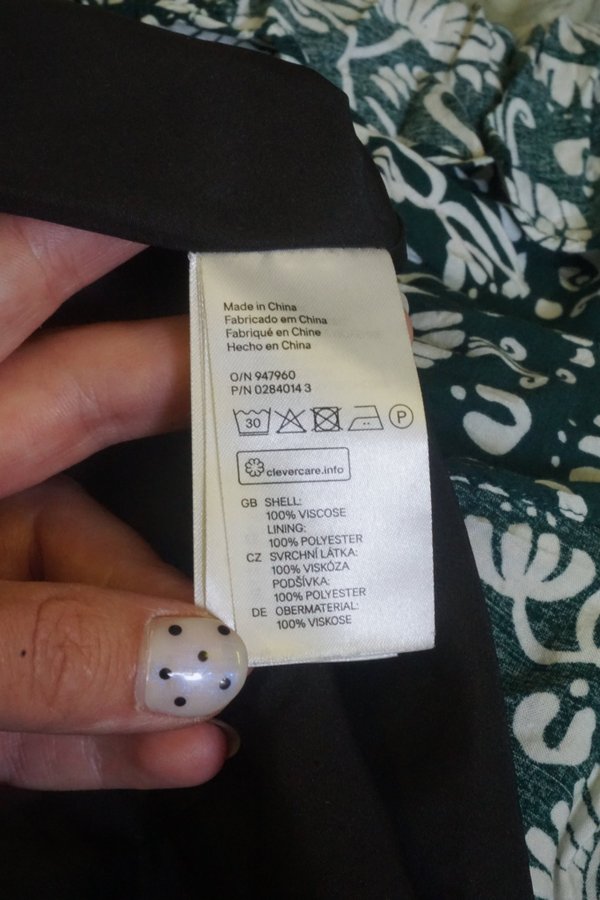 Made in China
Fabricado em China
Fabriqué en Chine
Hecho en China
O/N 947960
P/N 0284014 3
30 P
clevercare.info
GB SHELL:
100% VISCOSE
LINING:
100% POLYESTER
CZ SVRCHNÍ LÁTKA:
100% VISKÓZA
PODŠÍVKA:
100% POLYESTER
DE OBERMATERIAL:
100% VISKOSE